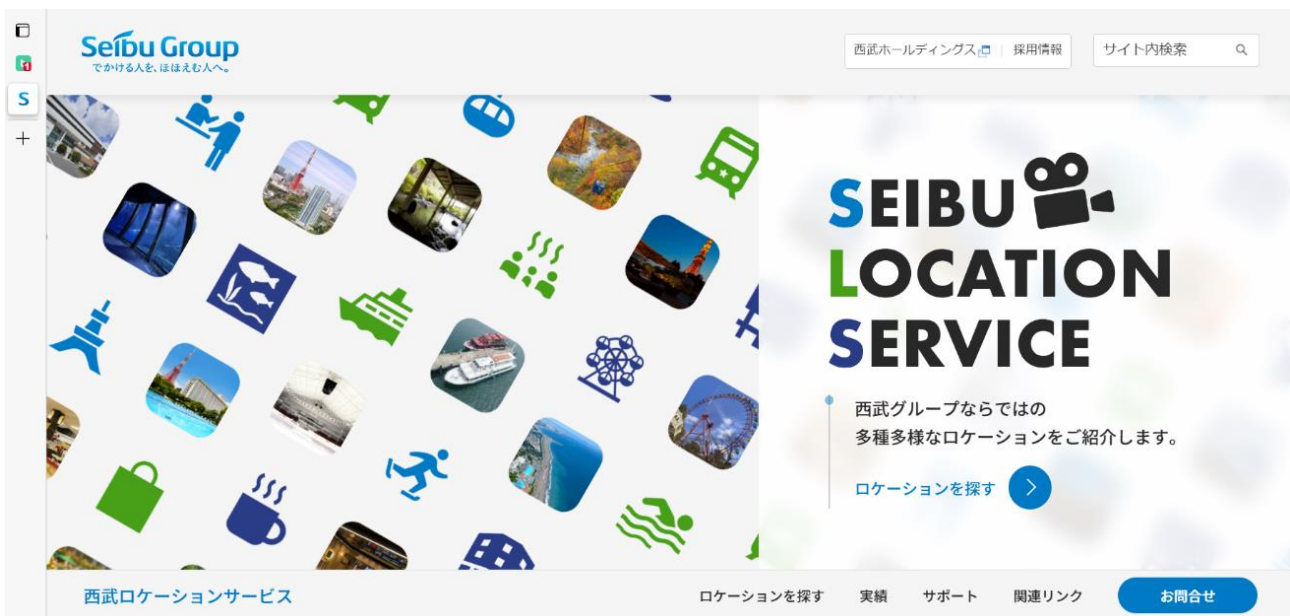 Seibu Group
でかける人を、ほほえむ人へ。
西武ホールディングス
採用情報
サイト内検索
S
SEIBU
LOCATION
SERVICE
西武グループならではの
多種多様なロケーションをご紹介します。
ロケーションを探す
西武ロケーションサービス
ロケーションを探す
実績
サポート
関連リンク
お問合せ